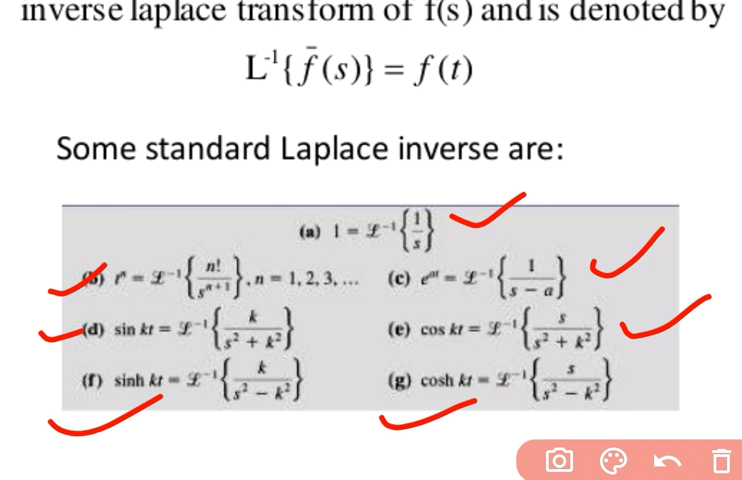 inverse laplace transform of f(s) and is denoted by
L⁻¹{f̄(s)} = f(t)
Some standard Laplace inverse are:
(a) 1 = ℒ⁻¹{1/s}
(b) tⁿ = ℒ⁻¹{n!/sⁿ⁺¹}, n = 1, 2, 3, ... (c) eᵃᵗ = ℒ⁻¹{1/(s − a)}
(d) sin kt = ℒ⁻¹{k/(s² + k²)} (e) cos kt = ℒ⁻¹{s/(s² + k²)}
(f) sinh kt = ℒ⁻¹{k/(s² − k²)} (g) cosh kt = ℒ⁻¹{s/(s² − k²)}